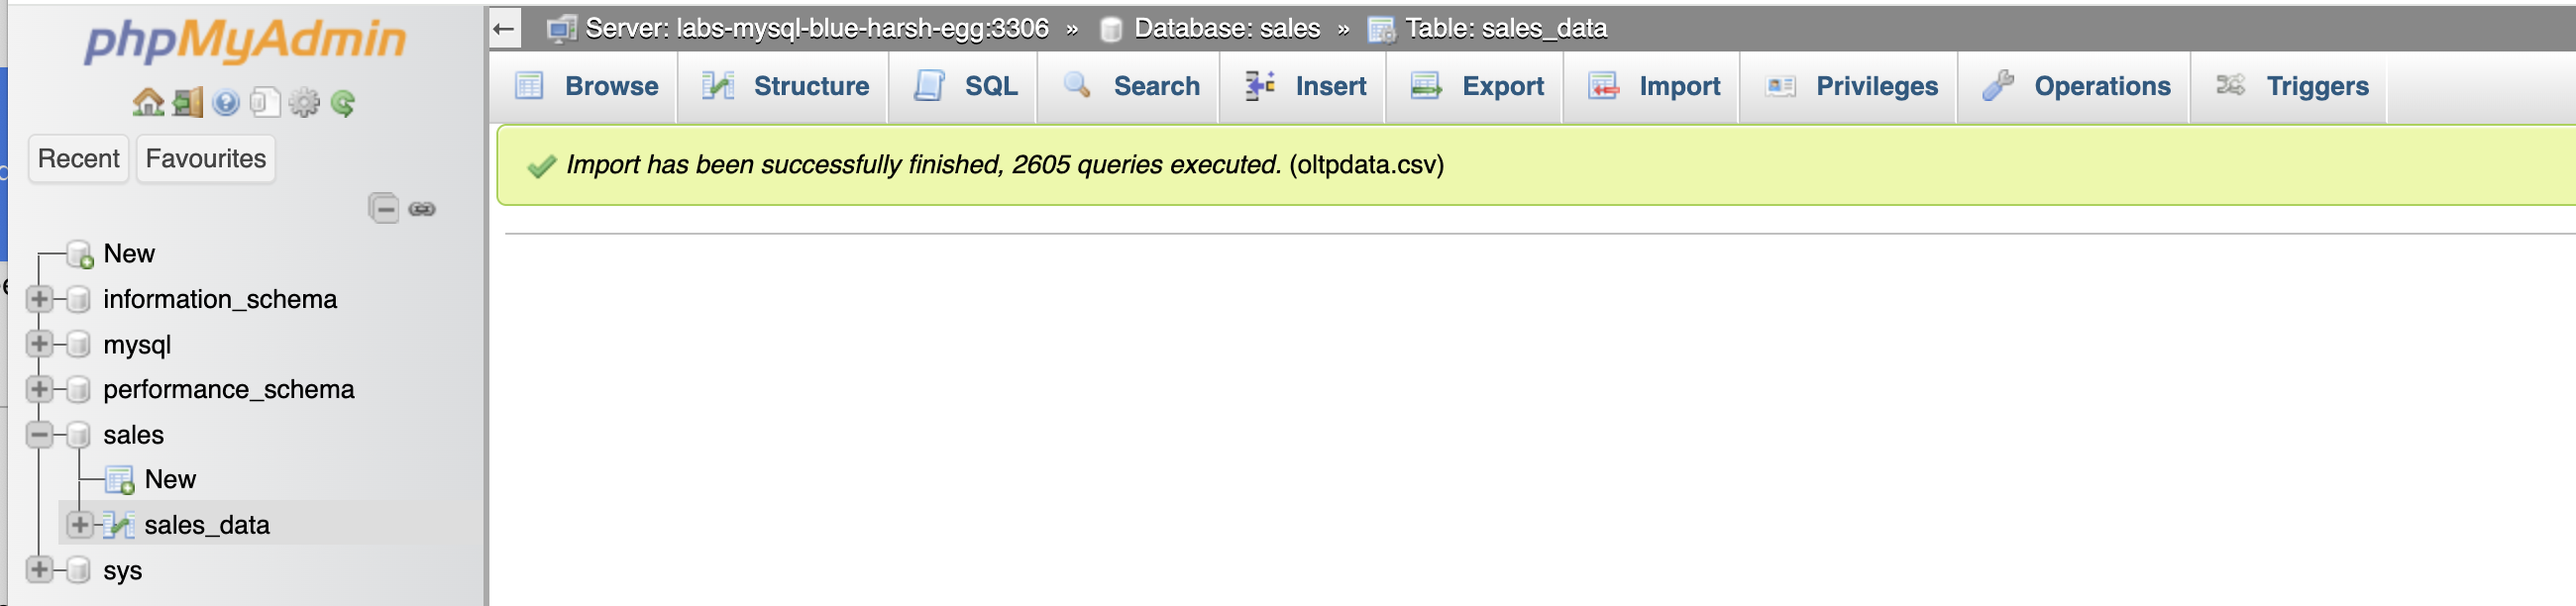 phpMyAdmin
Recent Favourites
New
information_schema
mysql
performance_schema
sales
New
sales_data
sys
Server: labs-mysql-blue-harsh-egg:3306 » Database: sales » Table: sales_data
Browse Structure SQL Search Insert Export Import Privileges Operations Triggers
Import has been successfully finished, 2605 queries executed. (oltpdata.csv)